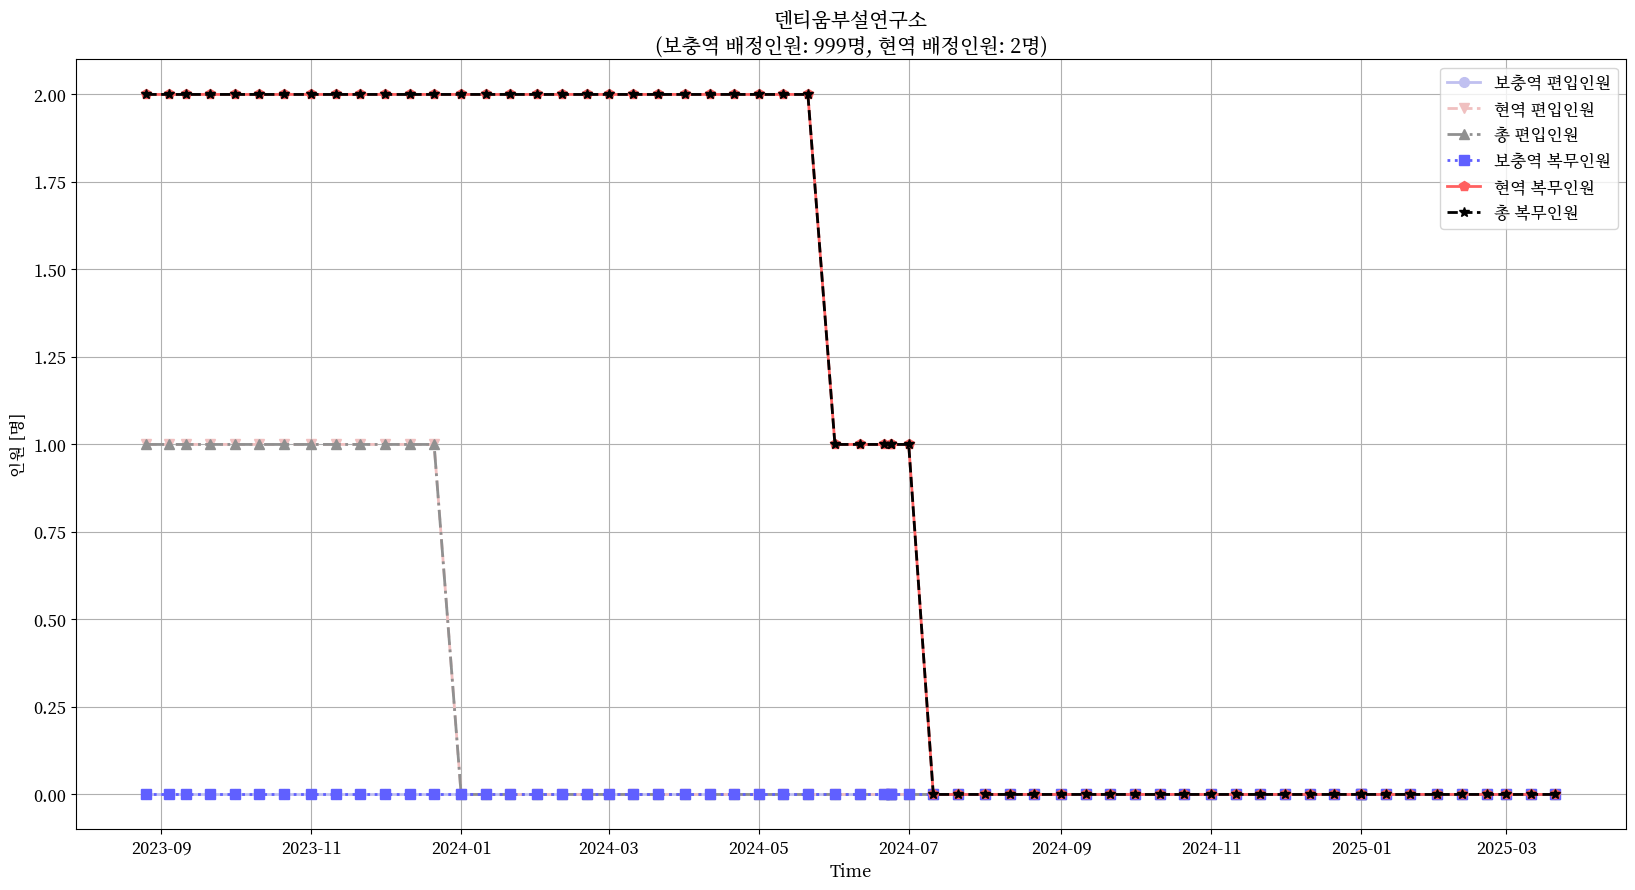 덴티움부설연구소
(보충역 배정인원: 999명, 현역 배정인원: 2명)
보충역 편입인원
현역 편입인원
총 편입인원
보충역 복무인원
현역 복무인원
총 복무인원
인원 [명]
2.00
1.75
1.50
1.25
1.00
0.75
0.50
0.25
0.00
2023-09
2023-11
2024-01
2024-03
2024-05
2024-07
2024-09
2024-11
2025-01
2025-03
Time